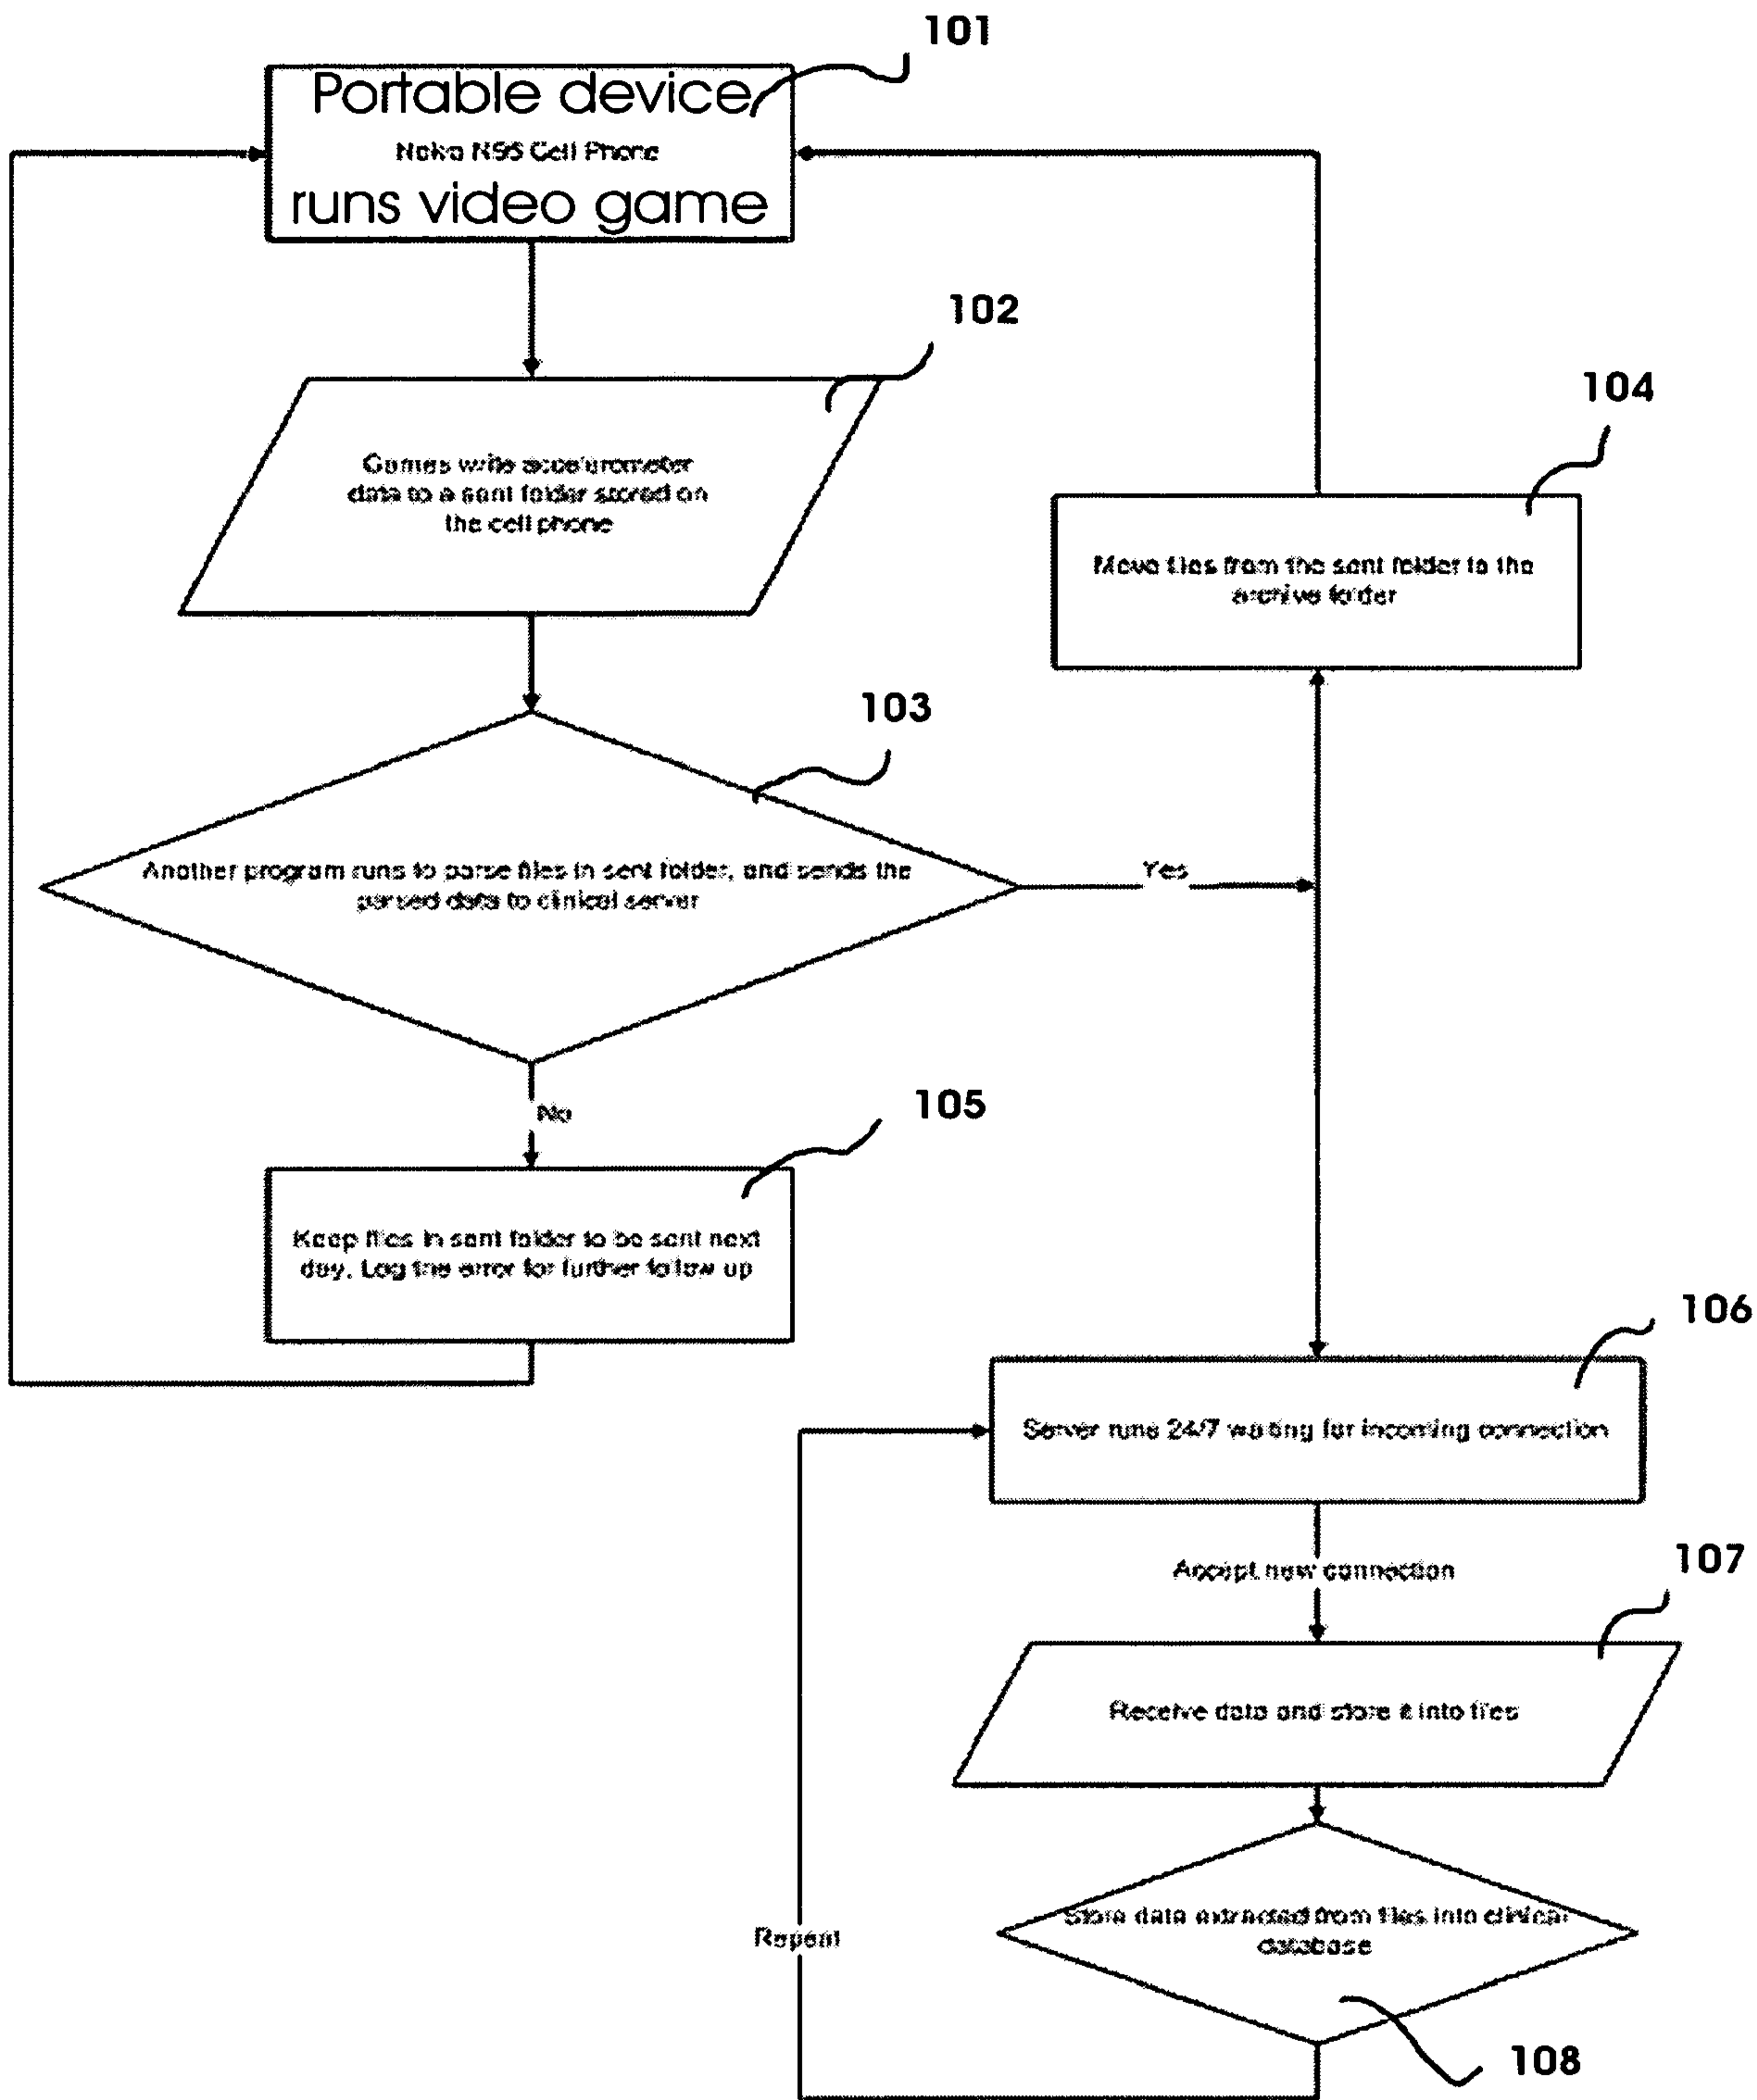 101
Portable device
Nokia N95 Cell Phone
runs video game
102
Games write accelerometer
data to a sent folder stored on
the cell phone
104
Move files from the sent folder to the
archive folder
103
Another program runs to parse files in sent folder, and sends the
parsed data to clinical server
Yes
No
105
Keep files in sent folder to be sent next
day. Log the error for further follow up
106
Server runs 24/7 waiting for incoming connection
Accept new connection
107
Receive data and store it into files
Store data extracted from files into clinical
database
Repeat
108